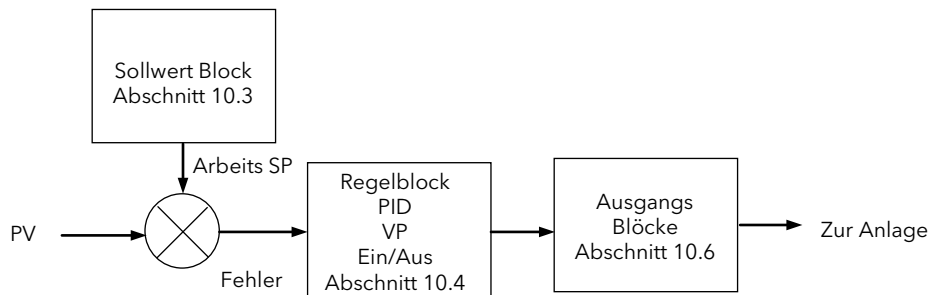 Sollwert Block
Abschnitt 10.3
Arbeits SP
PV
Fehler
Regelblock
PID
VP
Ein/Aus
Abschnitt 10.4
Ausgangs
Blöcke
Abschnitt 10.6
Zur Anlage